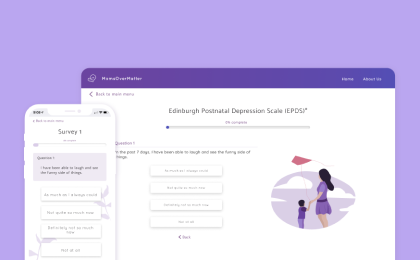 MomsOverMatter
Home
About Us
Back to main menu
Edinburgh Postnatal Depression Scale (EPDS)*
0% complete
Question 1
In the past 7 days, I have been able to laugh and see the funny side of
things.
As much as I always could
Not quite so much now
Definitely not so much now
Not at all
Back
Back to main menu
Survey 1
Question 1
I have been able to laugh and see
the funny side of things.
As much as I always could
Not quite so much now
Definitely not so much
now
Not at all